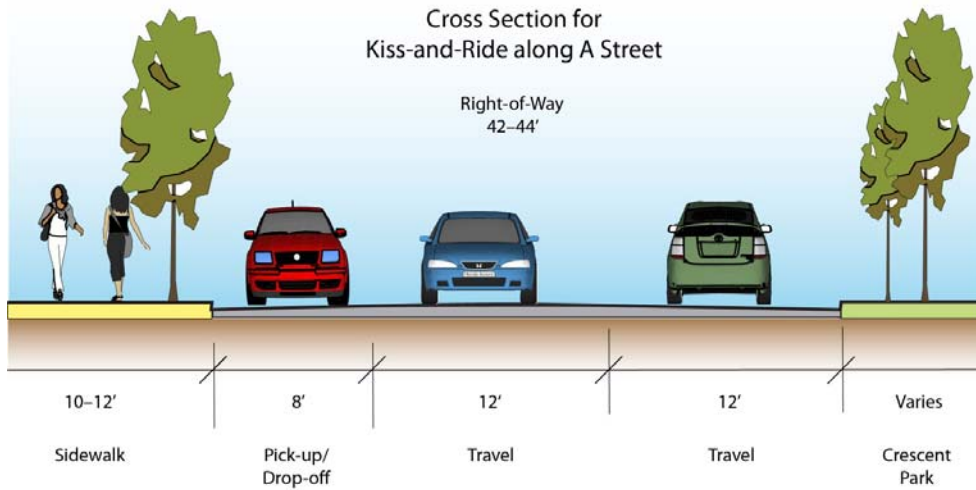 Cross Section for
Kiss-and-Ride along A Street
Right-of-Way
42–44'
10–12'
8'
12'
12'
Varies
Sidewalk
Pick-up/
Drop-off
Travel
Travel
Crescent
Park